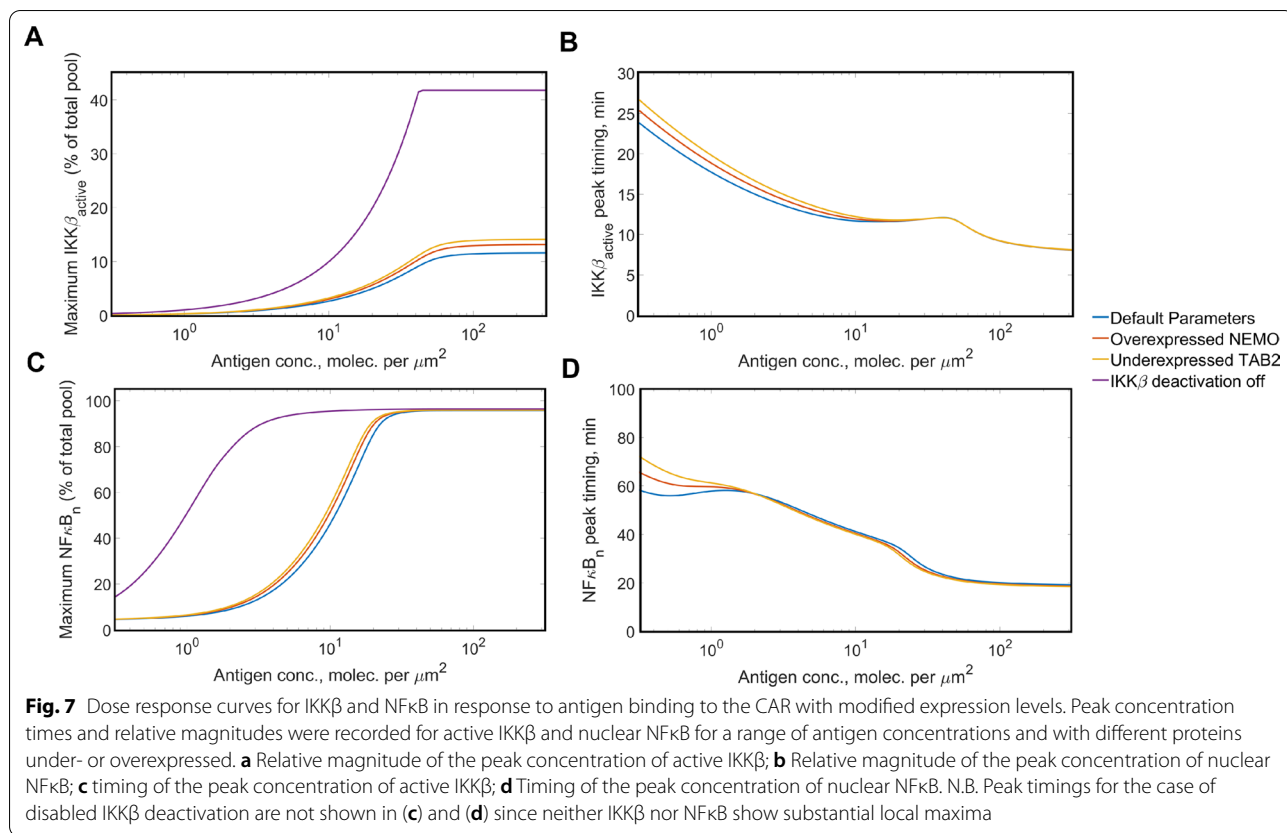 A
Maximum IKKβactive (% of total pool)
40
30
20
10
0
10^0
10^1
10^2
Antigen conc., molec. per μm^2
B
IKKβactive peak timing, min
30
25
20
15
10
5
0
10^0
10^1
10^2
Antigen conc., molec. per μm^2
Default Parameters
Overexpressed NEMO
Underexpressed TAB2
IKKβ deactivation off
C
Maximum NFκBn (% of total pool)
100
80
60
40
20
0
10^0
10^1
10^2
Antigen conc., molec. per μm^2
D
NFκBn peak timing, min
100
80
60
40
20
0
10^0
10^1
10^2
Antigen conc., molec. per μm^2
Fig. 7 Dose response curves for IKKβ and NFκB in response to antigen binding to the CAR with modified expression levels. Peak concentration
times and relative magnitudes were recorded for active IKKβ and nuclear NFκB for a range of antigen concentrations and with different proteins
under- or overexpressed. a Relative magnitude of the peak concentration of active IKKβ; b Relative magnitude of the peak concentration of nuclear
NFκB; c timing of the peak concentration of active IKKβ; d Timing of the peak concentration of nuclear NFκB. N.B. Peak timings for the case of
disabled IKKβ deactivation are not shown in (c) and (d) since neither IKKβ nor NFκB show substantial local maxima